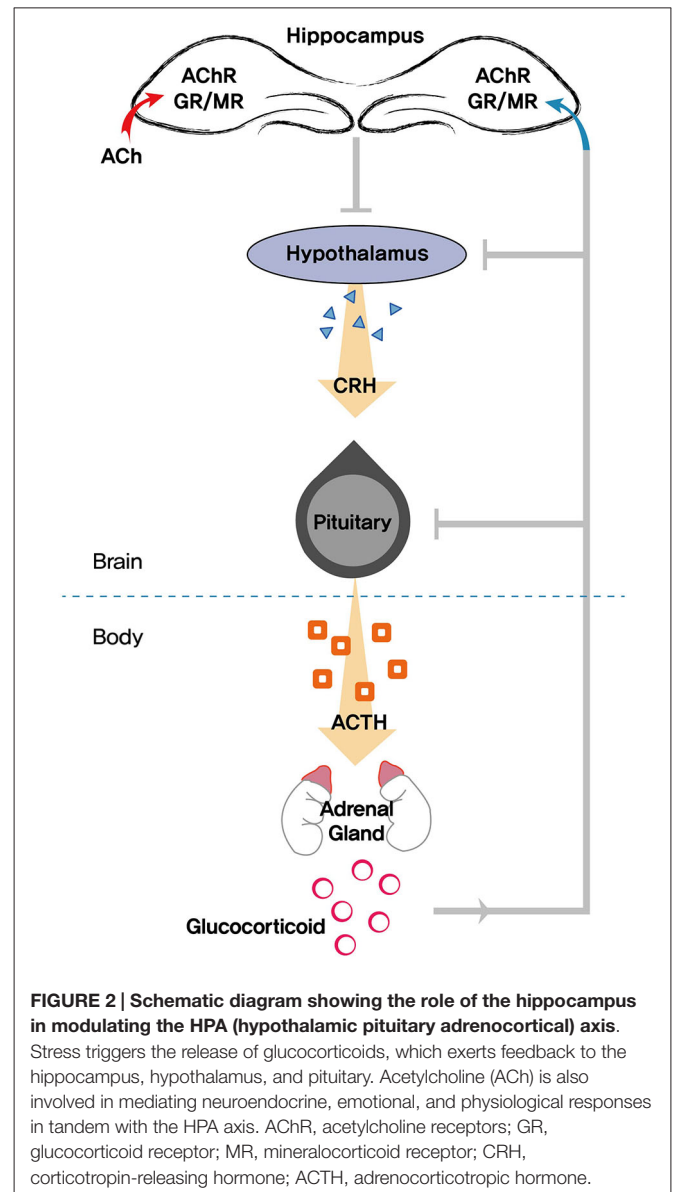 Hippocampus
AChR
GR/MR
AChR
GR/MR
ACh
Hypothalamus
CRH
Pituitary
Brain
Body
ACTH
Adrenal
Gland
Glucocorticoid
FIGURE 2 | Schematic diagram showing the role of the hippocampus
in modulating the HPA (hypothalamic pituitary adrenocortical) axis.
Stress triggers the release of glucocorticoids, which exerts feedback to the
hippocampus, hypothalamus, and pituitary. Acetylcholine (ACh) is also
involved in mediating neuroendocrine, emotional, and physiological responses
in tandem with the HPA axis. AChR, acetylcholine receptors; GR,
glucocorticoid receptor; MR, mineralocorticoid receptor; CRH,
corticotropin-releasing hormone; ACTH, adrenocorticotropic hormone.